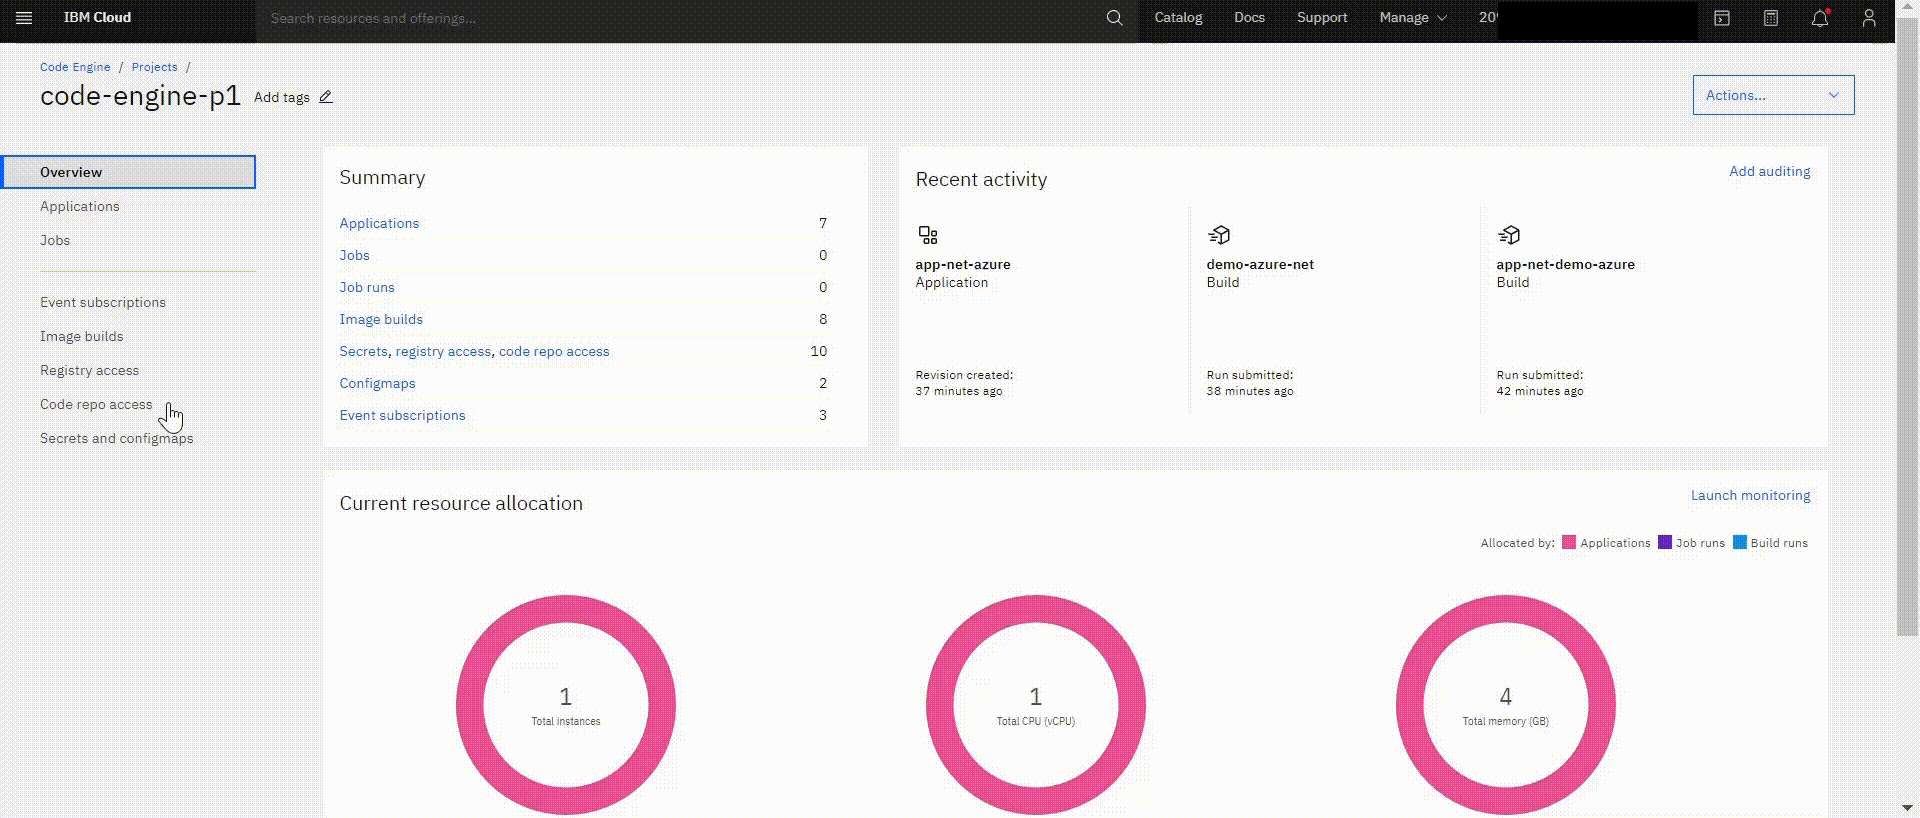 IBM Cloud
Search resources and offerings...
Catalog
Docs
Support
Manage
Code Engine / Projects /
code-engine-p1
Add tags
Actions...
Overview
Applications
Jobs
Event subscriptions
Image builds
Registry access
Code repo access
Secrets and configmaps
Summary
Applications 7
Jobs 0
Job runs 0
Image builds 8
Secrets, registry access, code repo access 10
Configmaps 2
Event subscriptions 3
Recent activity
Add auditing
app-net-azure
Application
Revision created:
37 minutes ago
demo-azure-net
Build
Run submitted:
38 minutes ago
app-net-demo-azure
Build
Run submitted:
42 minutes ago
Current resource allocation
Launch monitoring
Allocated by: Applications Job runs Build runs
1
Total instances
1
Total CPU (vCPU)
4
Total memory (GB)